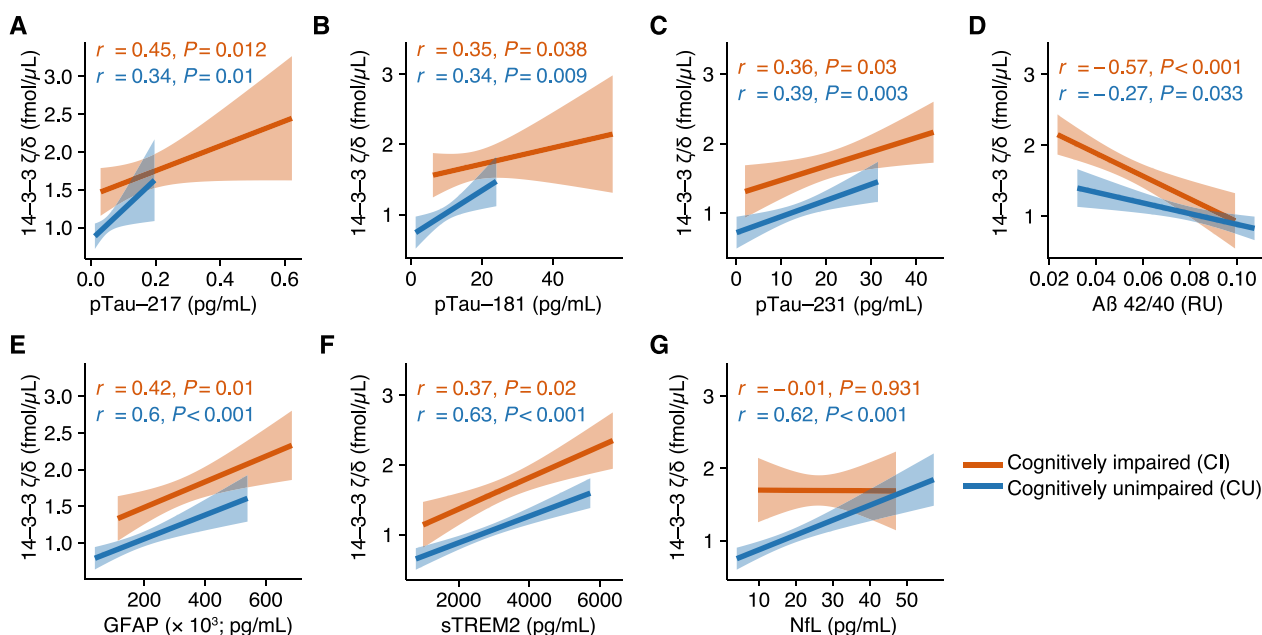 A
r = 0.45, P = 0.012
r = 0.34, P = 0.01
14–3–3 ζ/δ (fmol/μL)
3.0
2.5
2.0
1.5
1.0
0.0 0.2 0.4 0.6
pTau–217 (pg/mL)
B
r = 0.35, P = 0.038
r = 0.34, P = 0.009
14–3–3 ζ/δ (fmol/μL)
3
2
1
0 20 40
pTau–181 (pg/mL)
C
r = 0.36, P = 0.03
r = 0.39, P = 0.003
14–3–3 ζ/δ (fmol/μL)
3
2
1
0 10 20 30 40
pTau–231 (pg/mL)
D
r = –0.57, P < 0.001
r = –0.27, P = 0.033
14–3–3 ζ/δ (fmol/μL)
3
2
1
0.02 0.04 0.06 0.08 0.10
Aß 42/40 (RU)
E
r = 0.42, P = 0.01
r = 0.6, P < 0.001
14–3–3 ζ/δ (fmol/μL)
3.0
2.5
2.0
1.5
1.0
200 400 600
GFAP (× 10³; pg/mL)
F
r = 0.37, P = 0.02
r = 0.63, P < 0.001
14–3–3 ζ/δ (fmol/μL)
3
2
1
2000 4000 6000
sTREM2 (pg/mL)
G
r = –0.01, P = 0.931
r = 0.62, P < 0.001
14–3–3 ζ/δ (fmol/μL)
3
2
1
10 20 30 40 50
NfL (pg/mL)
Cognitively impaired (CI)
Cognitively unimpaired (CU)